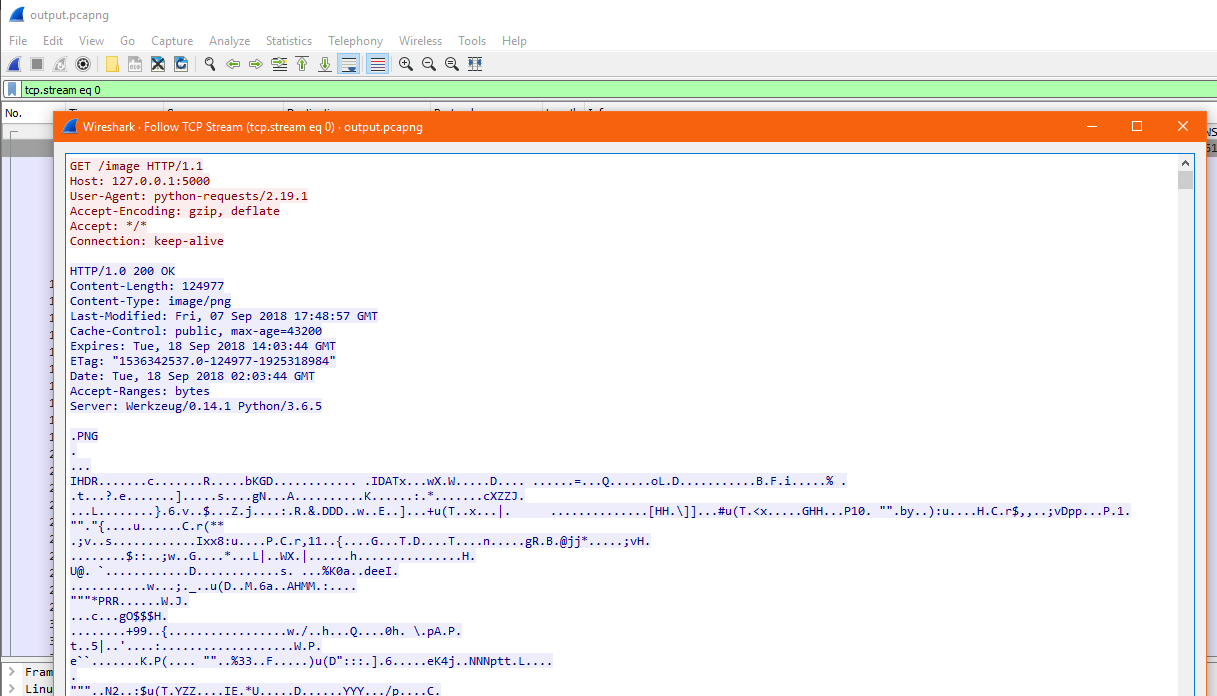 output.pcapng
File Edit View Go Capture Analyze Statistics Telephony Wireless Tools Help
tcp.stream eq 0
No.
Wireshark · Follow TCP Stream (tcp.stream eq 0) · output.pcapng
GET /image HTTP/1.1
Host: 127.0.0.1:5000
User-Agent: python-requests/2.19.1
Accept-Encoding: gzip, deflate
Accept: */*
Connection: keep-alive
HTTP/1.0 200 OK
Content-Length: 124977
Content-Type: image/png
Last-Modified: Fri, 07 Sep 2018 17:48:57 GMT
Cache-Control: public, max-age=43200
Expires: Tue, 18 Sep 2018 14:03:44 GMT
ETag: "1536342537.0-124977-1925318984"
Date: Tue, 18 Sep 2018 02:03:44 GMT
Accept-Ranges: bytes
Server: Werkzeug/0.14.1 Python/3.6.5
.PNG
.
...
IHDR.......c.......R.....bKGD............ .IDATx...wX.W.....D.... ......=...Q......oL.D...........B.F.i.....% .
.t...?.e.......].....s....gN...A..........K......:.*.......cXZZJ.
...L........}.6.v..$...Z.j....:.R.&.DDD..w..E..]...+u(T..x...|. ..............[HH.\]]...#u(T.<x.....GHH...P10. "".by..):u....H.C.r$,,..;vDpp...P.1.
""."{....u......C.r(**
.;v..s............Ixx8:u....P.C.r,11..{....G...T.D....T....n.....gR.B.@jj*.....;vH.
........$::..;w..G....*...L|..WX.|......h...............H.
U@. `............D............s. ...%K0a..deeI.
...........w...;._..u(D..M.6a..AHMM.:....
"""*PRR......W.J.
...c...gO$$$H.
........+99..{.................w./..h...Q....0h. \.pA.P.
t..5|..'....:...................W.P.
e``.......K.P(.... ""..%33..F.....)u(D":::.].6.....eK4j..NNNptt.L....
.
"""..N2..:$u(T.YZZ....IE.*U.....D......YYY.../p....C.
Fram
Linu